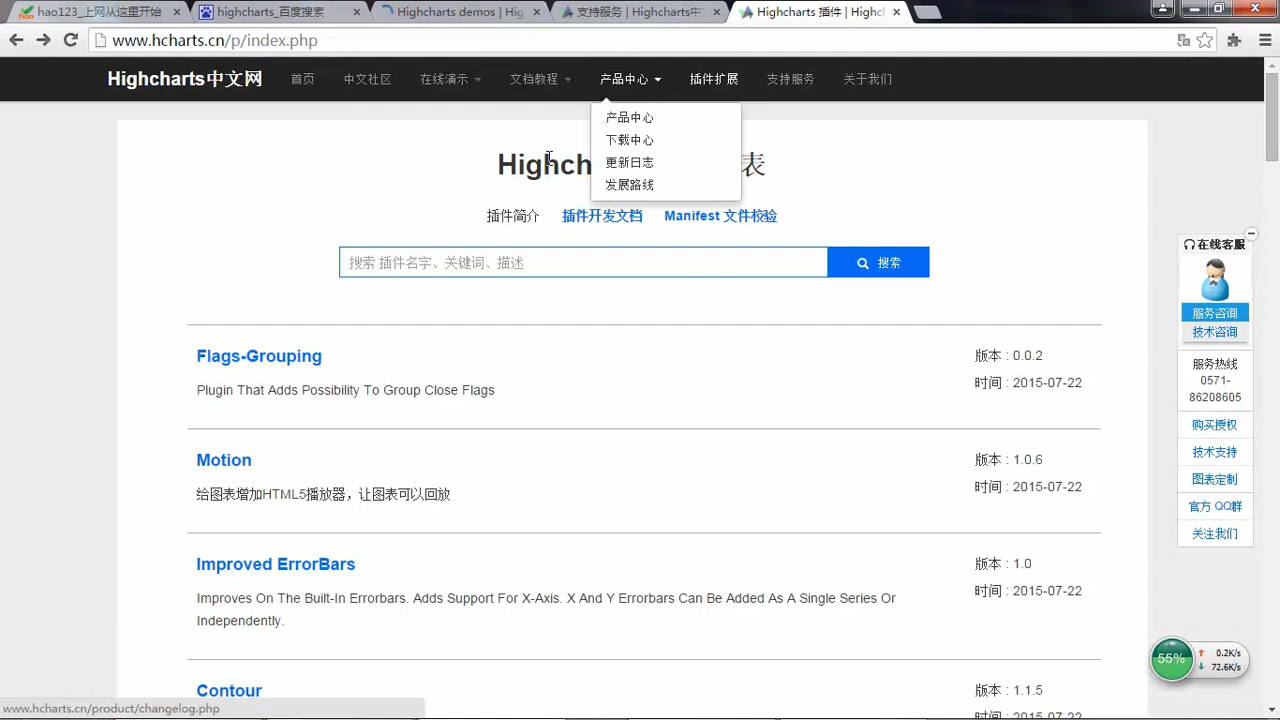 hao123_上网从这里开始
highcharts_百度搜索
Highcharts demos | Hig
支持服务 | Highcharts中
Highcharts 插件 | Highcl
www.hcharts.cn/p/index.php
Highcharts中文网
首页
中文社区
在线演示
文档教程
产品中心
插件扩展
支持服务
关于我们
产品中心
下载中心
更新日志
发展路线
Highch
表
插件简介
插件开发文档
Manifest 文件校验
搜索 插件名字、关键词、描述
搜索
Flags-Grouping
版本 : 0.0.2
Plugin That Adds Possibility To Group Close Flags
时间 : 2015-07-22
Motion
版本 : 1.0.6
给图表增加HTML5播放器，让图表可以回放
时间 : 2015-07-22
Improved ErrorBars
版本 : 1.0
Improves On The Built-In Errorbars. Adds Support For X-Axis. X And Y Errorbars Can Be Added As A Single Series Or
Independently.
时间 : 2015-07-22
Contour
版本 : 1.1.5
时间 : 2015-07-22
在线客服
服务咨询
技术咨询
服务热线
0571-
86208605
购买授权
技术支持
图表定制
官方 QQ群
关注我们
55%
0.2K/s
72.6K/s
www.hcharts.cn/product/changelog.php